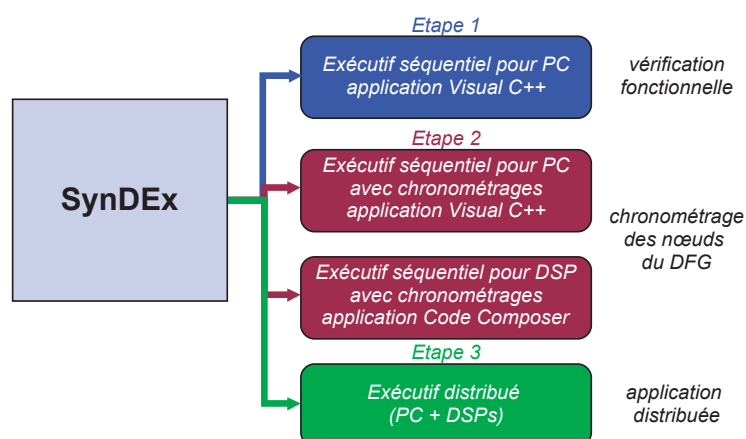 Etape 1
Exécutif séquentiel pour PC
application Visual C++
vérification
fonctionnelle
SynDEx
Etape 2
Exécutif séquentiel pour PC
avec chronométrages
application Visual C++
chronométrage
des nœuds
du DFG
Exécutif séquentiel pour DSP
avec chronométrages
application Code Composer
Etape 3
Exécutif distribué
(PC + DSPs)
application
distribuée